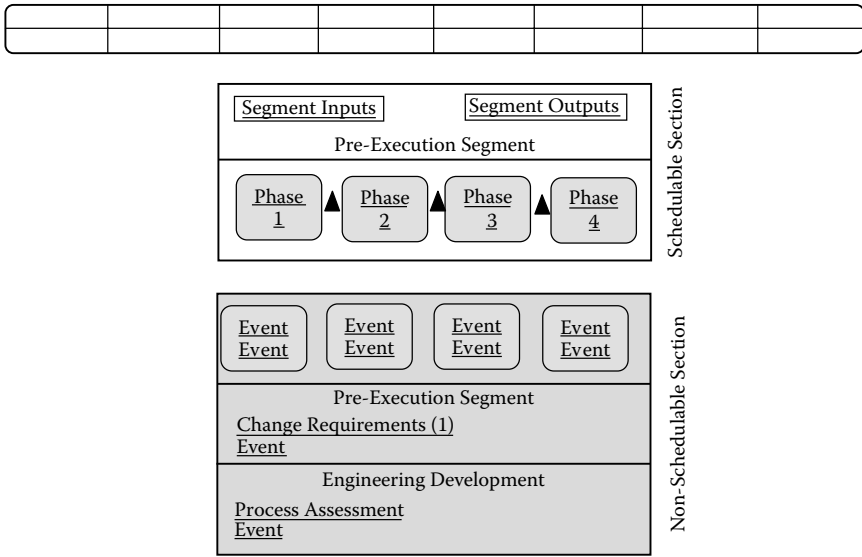 Segment Inputs
Segment Outputs
Pre-Execution Segment
Phase
1
Phase
2
Phase
3
Phase
4
Schedulable Section
Event
Event
Event
Event
Event
Event
Event
Event
Pre-Execution Segment
Change Requirements (1)
Event
Engineering Development
Process Assessment
Event
Non-Schedulable Section